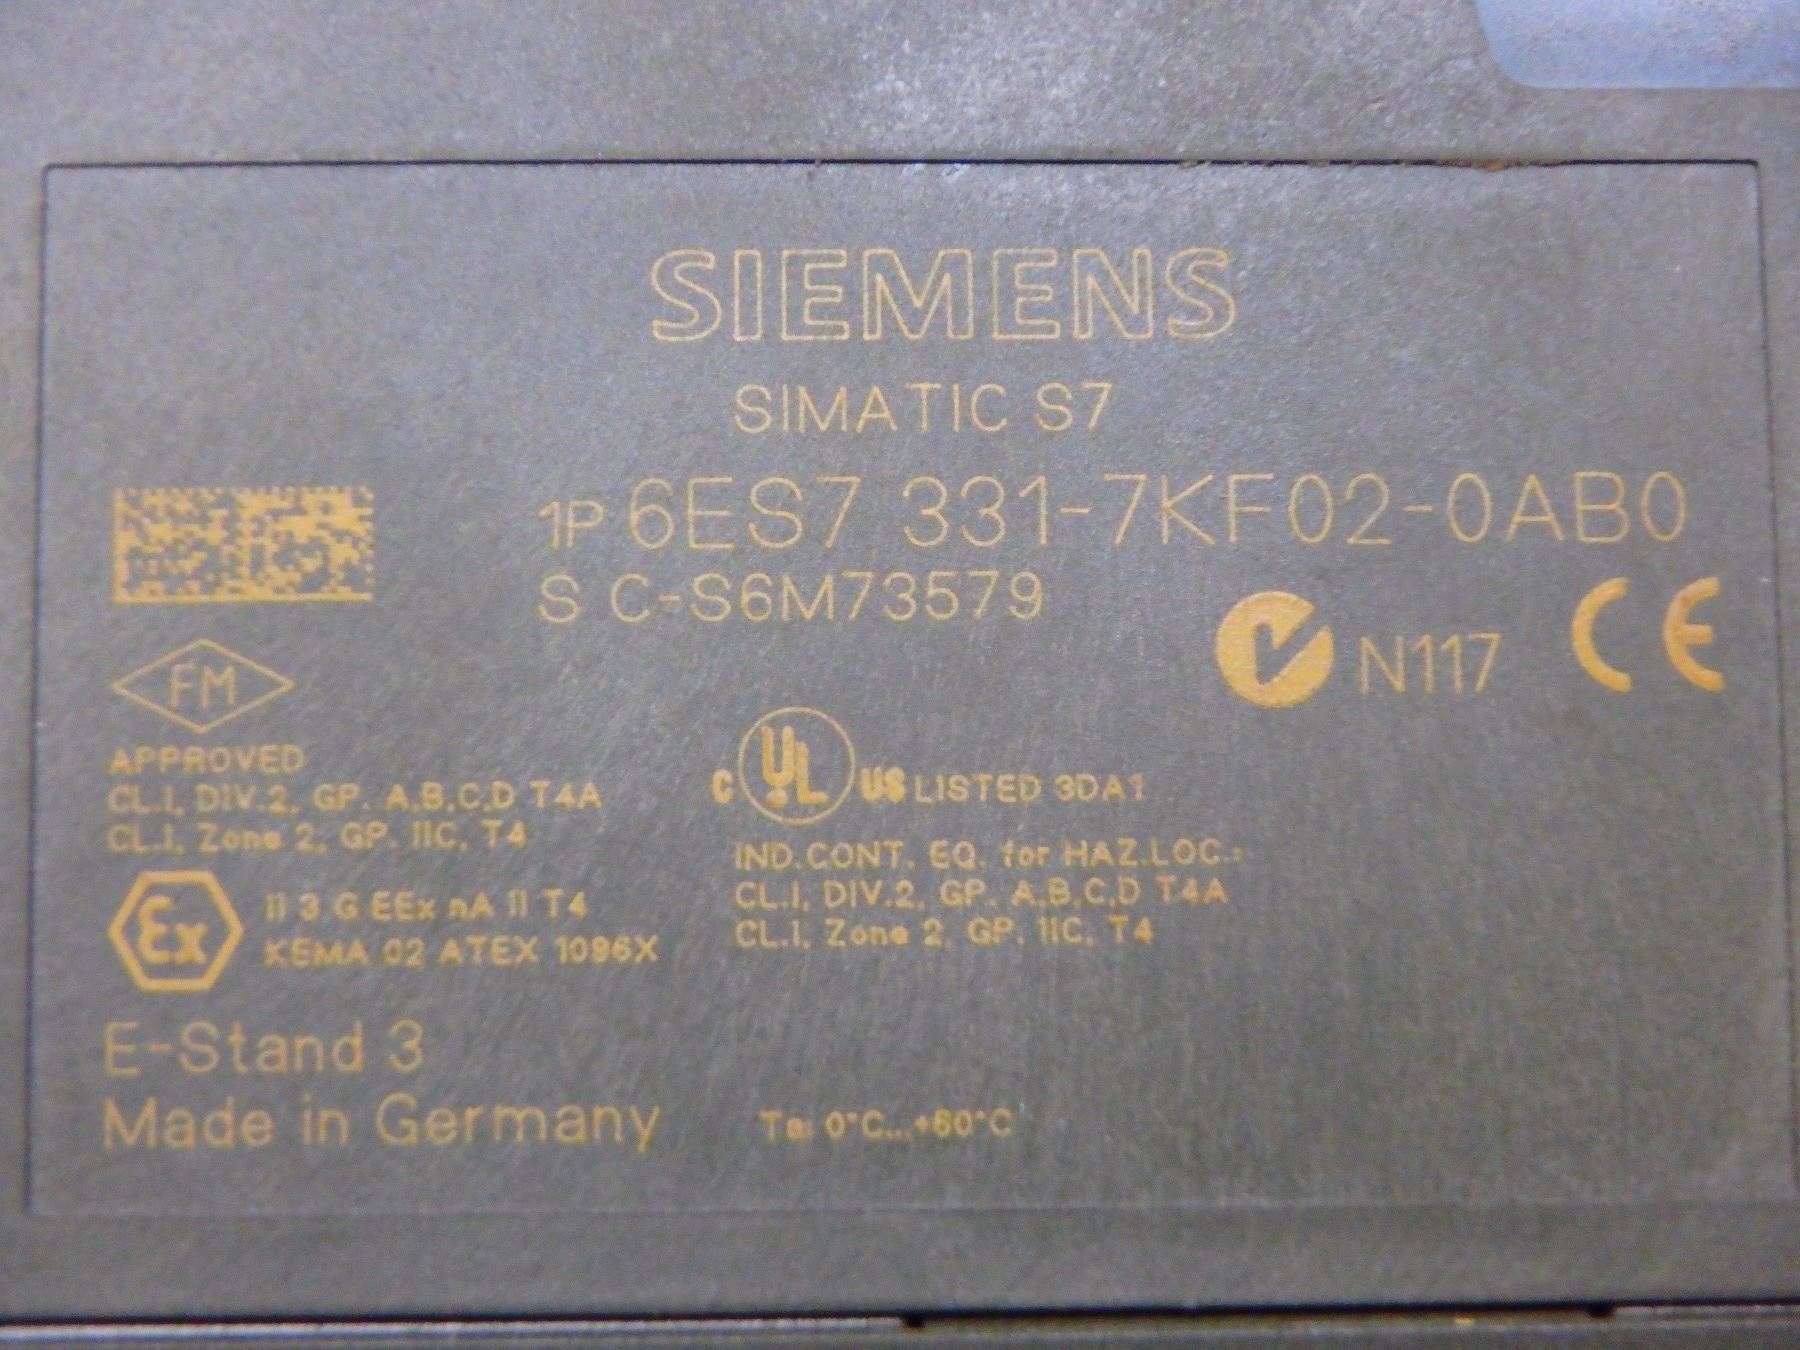 SIEMENS
SIMATIC S7
1P 6ES7 331-7KF02-0AB0
S C-S6M73579
N117 CE
FM
APPROVED
CL.I, DIV.2, GP. A,B,C,D T4A
CL.I, Zone 2, GP. IIC, T4
C UL US LISTED 3DA1
IND.CONT. EQ. for HAZ.LOC.:
CL.I, DIV.2, GP. A,B,C,D T4A
CL.I, Zone 2, GP. IIC, T4
Ex II 3 G EEx nA II T4
KEMA 02 ATEX 1096X
E-Stand 3
Made in Germany
Ta: 0°C...+60°C